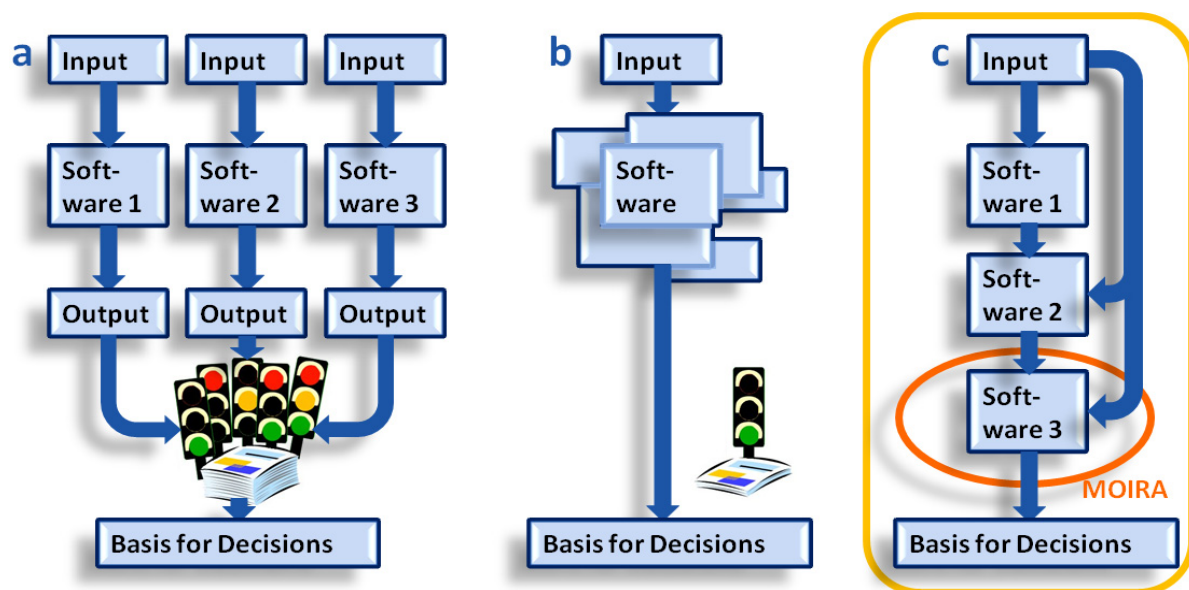 a
Input
Input
Input
Soft-
ware 1
Soft-
ware 2
Soft-
ware 3
Output
Output
Output
Basis for Decisions
b
Input
Soft-
ware
Basis for Decisions
c
Input
Soft-
ware 1
Soft-
ware 2
Soft-
ware 3
MOIRA
Basis for Decisions